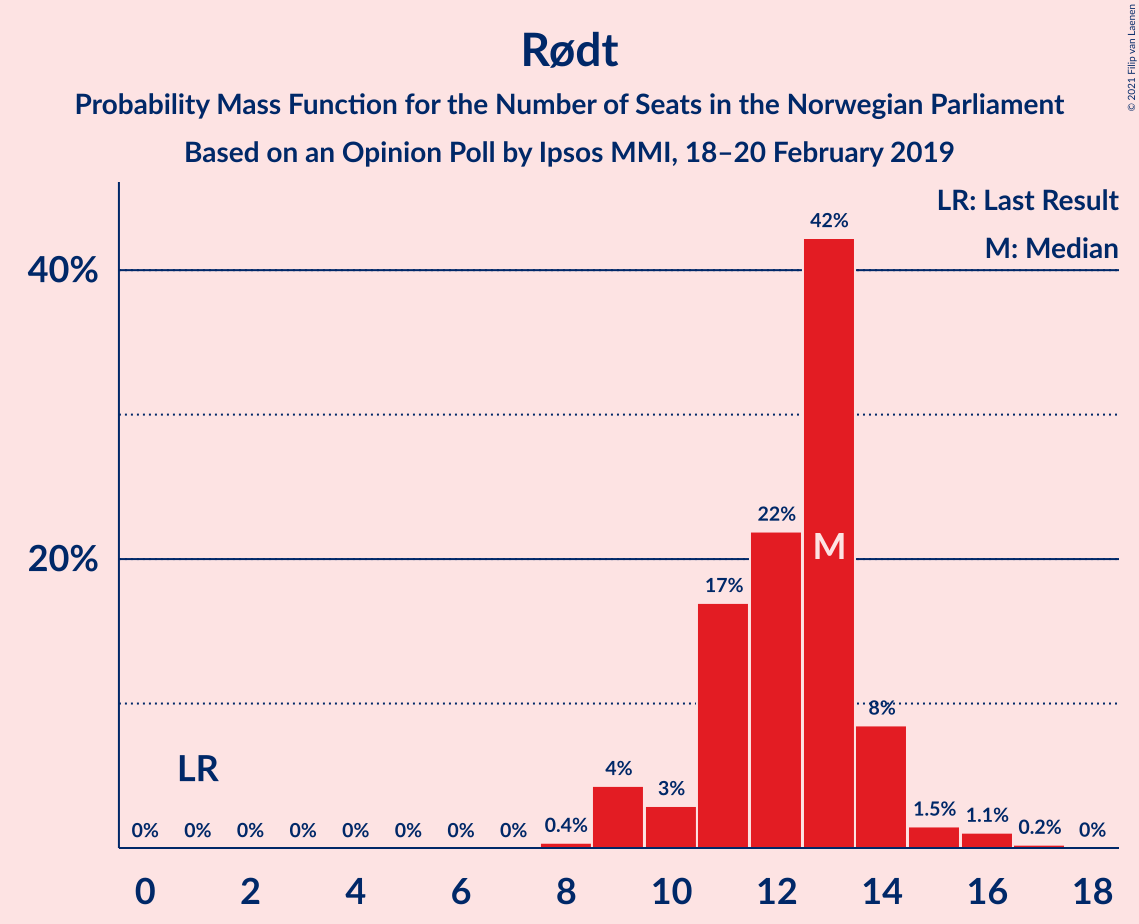 Rødt
Probability Mass Function for the Number of Seats in the Norwegian Parliament
Based on an Opinion Poll by Ipsos MMI, 18–20 February 2019
© 2021 Filip van Laenen
LR: Last Result
M: Median
42%
40%
22%
M
20%
17%
8%
LR
4%
3%
0% 0% 0% 0% 0% 0% 0% 0% 0.4% 1.5% 1.1% 0.2% 0%
0 2 4 6 8 10 12 14 16 18